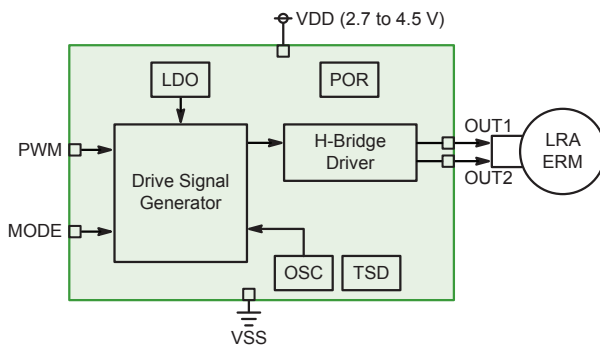 VDD (2.7 to 4.5 V)
LDO
POR
PWM
Drive Signal
Generator
H-Bridge
Driver
OUT1
OUT2
LRA
ERM
MODE
OSC
TSD
VSS